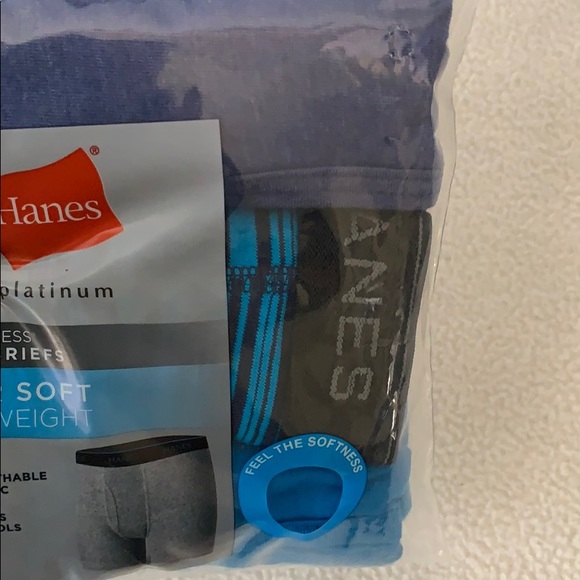 Hanes®
platinum
ESS
RIEFS
SOFT
WEIGHT
THABLE
C
S
OLS
ANES
FEEL THE SOFTNESS